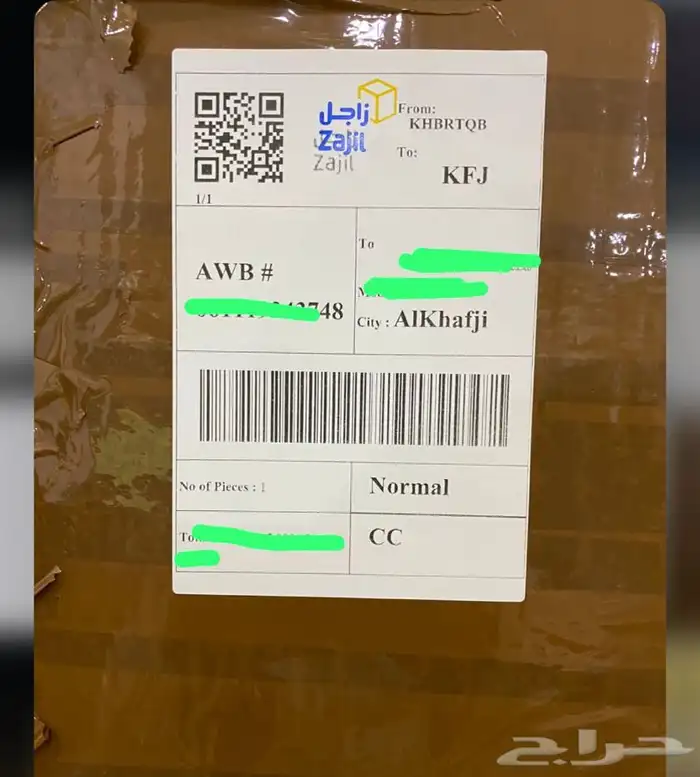 زاجل
Zajil
Zajil
From:
KHBRTQB
To:
KFJ
1/1
To
AWB #
748
City : AlKhafji
No of Pieces : 1
Normal
CC
حراج